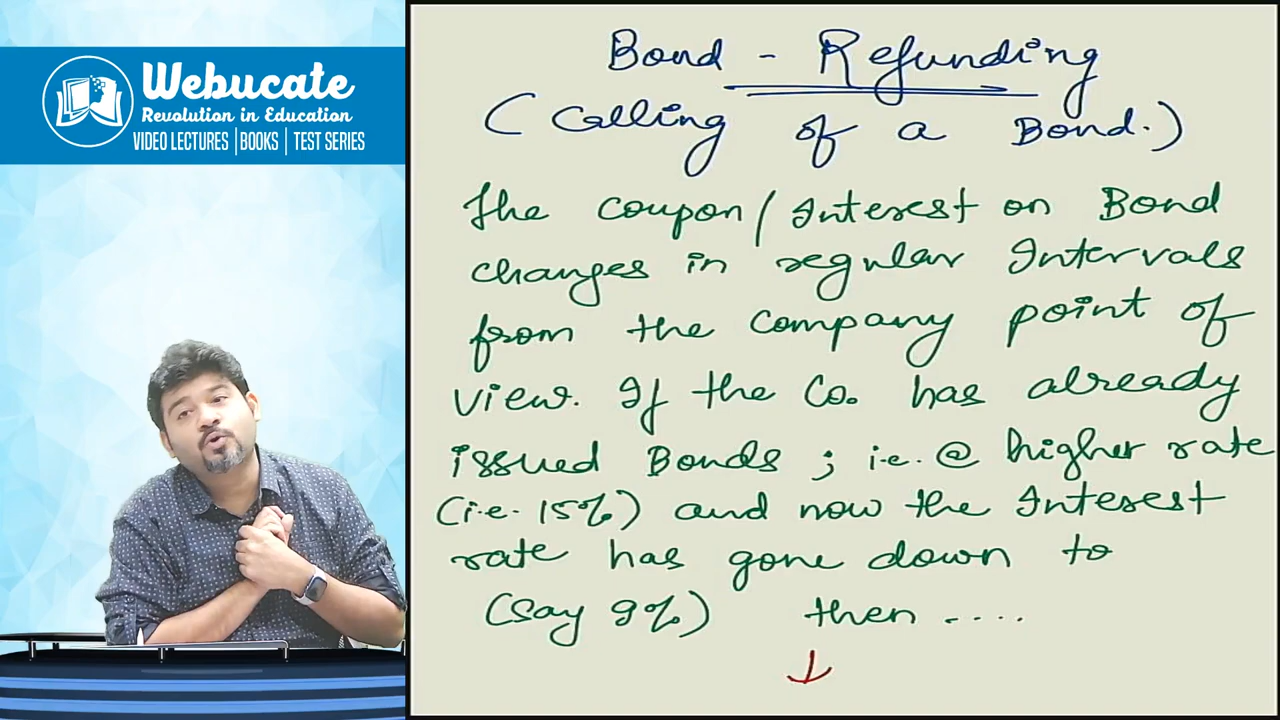 Webucate
Revolution in Education
VIDEO LECTURES | BOOKS | TEST SERIES
Bond - Refunding
(Calling of a Bond.)
The coupon/Interest on Bond
changes in regular Intervals
from the company point of
view. If the Co. has already
issued Bonds ; i.e. @ higher rate
(i.e. 15%) and now the Interest
rate has gone down to
(say 9%) then ....